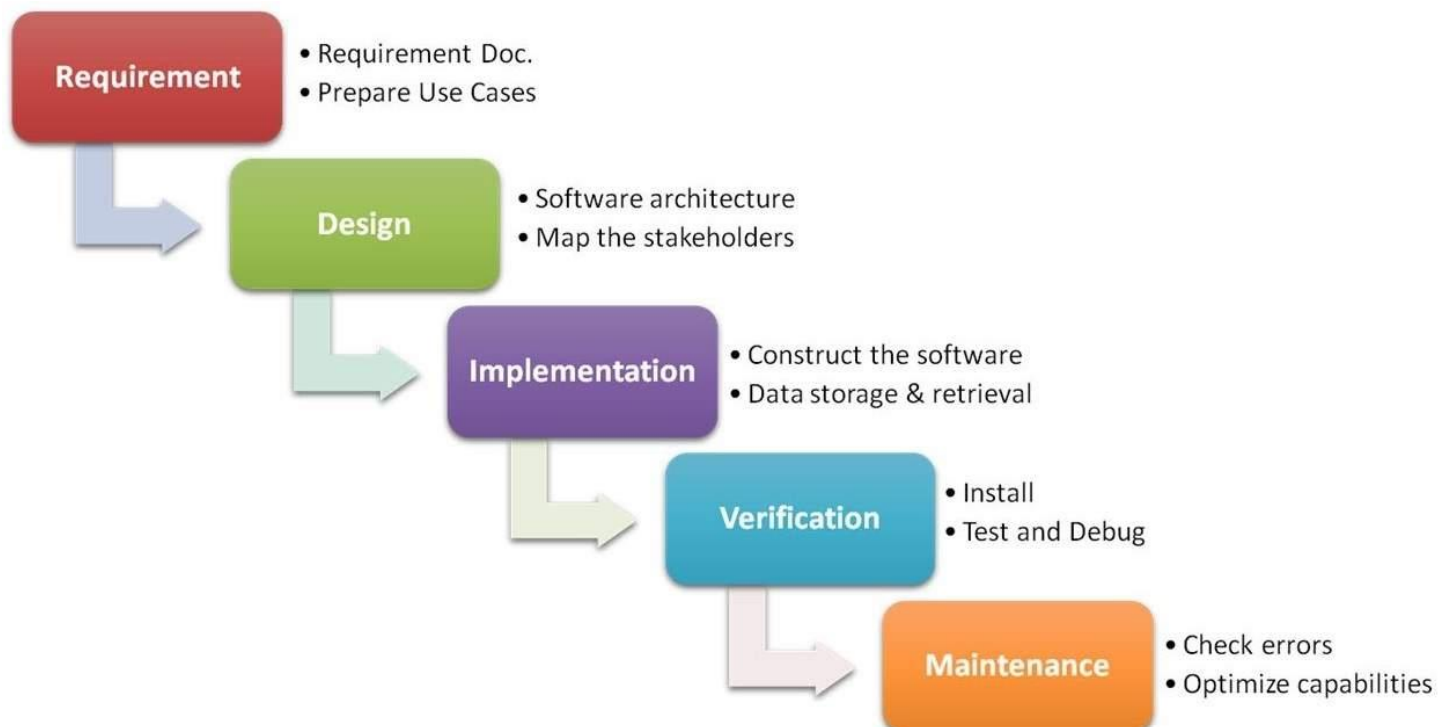 Requirement
• Requirement Doc.
• Prepare Use Cases
Design
• Software architecture
• Map the stakeholders
Implementation
• Construct the software
• Data storage & retrieval
Verification
• Install
• Test and Debug
Maintenance
• Check errors
• Optimize capabilities